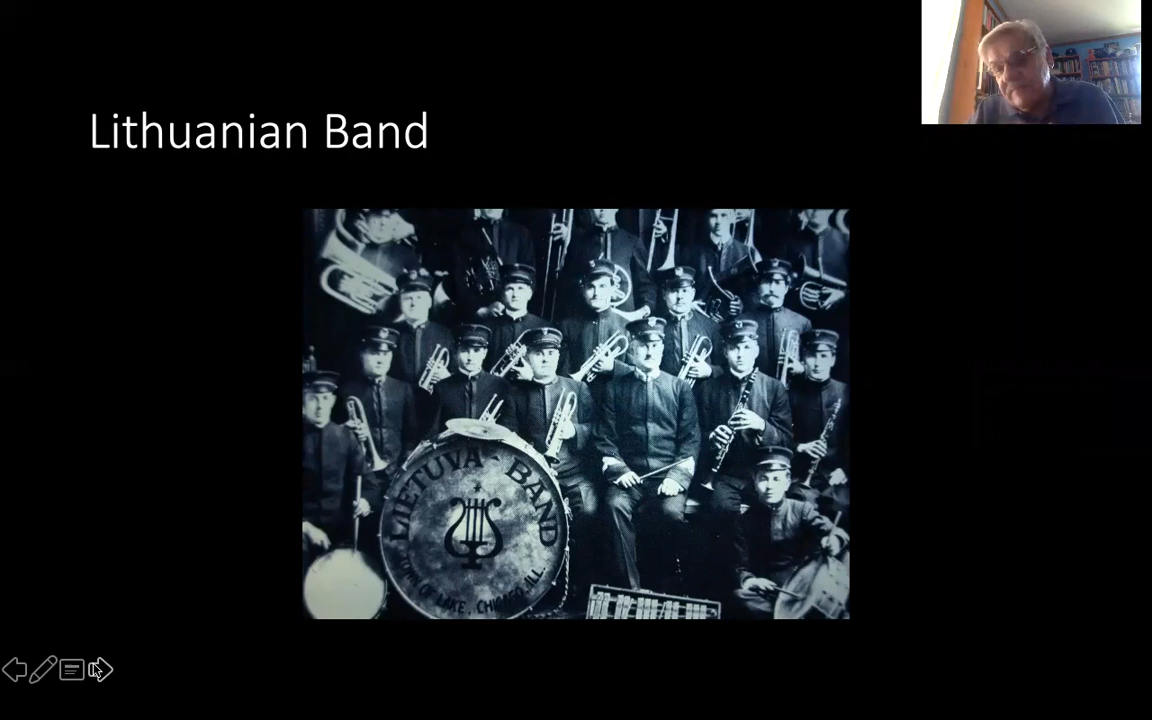 Lithuanian Band
LIETUVA - BAND
TOWN OF LAKE, CHICAGO, ILL.